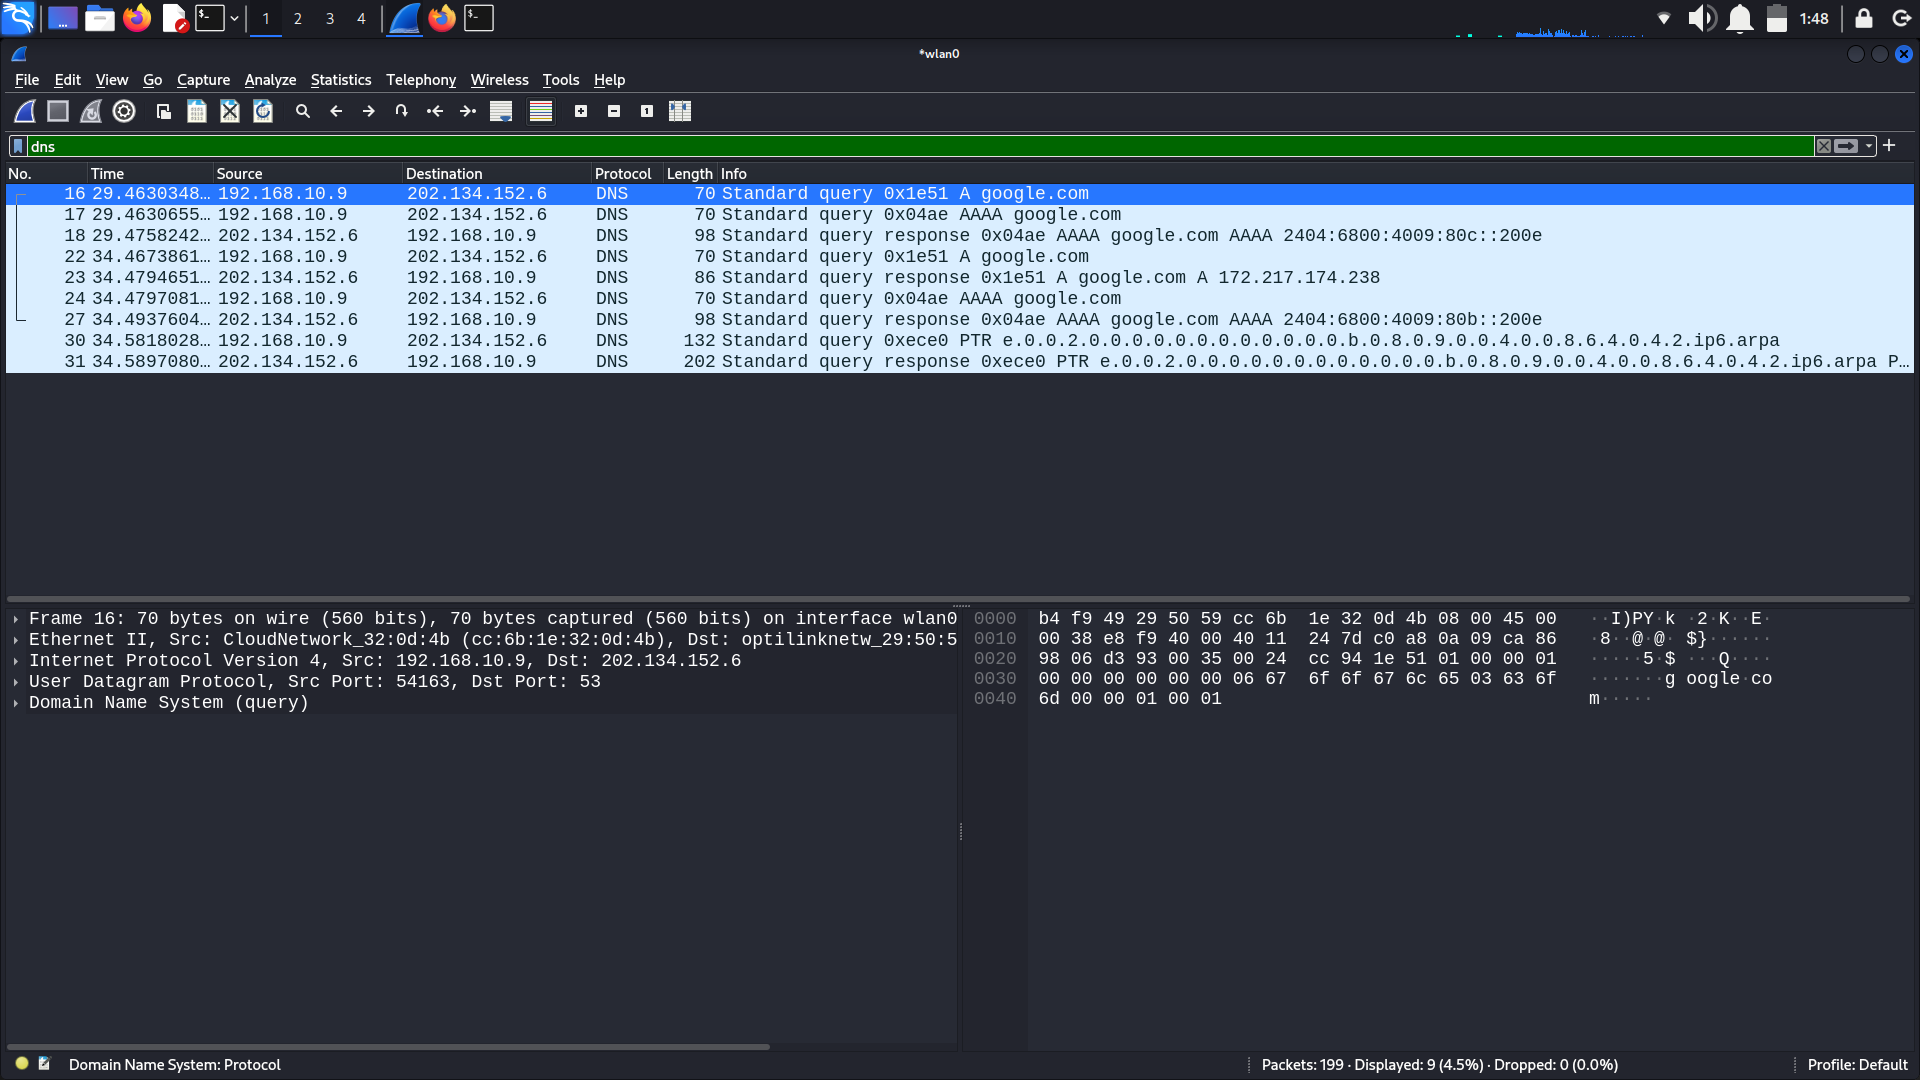 1 2 3 4 1:48
*wlan0
File Edit View Go Capture Analyze Statistics Telephony Wireless Tools Help
dns
No. Time Source Destination Protocol Length Info
16 29.4630348… 192.168.10.9 202.134.152.6 DNS 70 Standard query 0x1e51 A google.com
17 29.4630655… 192.168.10.9 202.134.152.6 DNS 70 Standard query 0x04ae AAAA google.com
18 29.4758242… 202.134.152.6 192.168.10.9 DNS 98 Standard query response 0x04ae AAAA google.com AAAA 2404:6800:4009:80c::200e
22 34.4673861… 192.168.10.9 202.134.152.6 DNS 70 Standard query 0x1e51 A google.com
23 34.4794651… 202.134.152.6 192.168.10.9 DNS 86 Standard query response 0x1e51 A google.com A 172.217.174.238
24 34.4797081… 192.168.10.9 202.134.152.6 DNS 70 Standard query 0x04ae AAAA google.com
27 34.4937604… 202.134.152.6 192.168.10.9 DNS 98 Standard query response 0x04ae AAAA google.com AAAA 2404:6800:4009:80b::200e
30 34.5818028… 192.168.10.9 202.134.152.6 DNS 132 Standard query 0xece0 PTR e.0.0.2.0.0.0.0.0.0.0.0.0.0.0.0.b.0.8.0.9.0.0.4.0.0.8.6.4.0.4.2.ip6.arpa
31 34.5897080… 202.134.152.6 192.168.10.9 DNS 202 Standard query response 0xece0 PTR e.0.0.2.0.0.0.0.0.0.0.0.0.0.0.0.b.0.8.0.9.0.0.4.0.0.8.6.4.0.4.2.ip6.arpa P…
Frame 16: 70 bytes on wire (560 bits), 70 bytes captured (560 bits) on interface wlan0
Ethernet II, Src: CloudNetwork_32:0d:4b (cc:6b:1e:32:0d:4b), Dst: optilinknetw_29:50:5
Internet Protocol Version 4, Src: 192.168.10.9, Dst: 202.134.152.6
User Datagram Protocol, Src Port: 54163, Dst Port: 53
Domain Name System (query)
0000 b4 f9 49 29 50 59 cc 6b 1e 32 0d 4b 08 00 45 00 ··I)PY·k ·2·K··E·
0010 00 38 e8 f9 40 00 40 11 24 7d c0 a8 0a 09 ca 86 ·8··@·@· $}······
0020 98 06 d3 93 00 35 00 24 cc 94 1e 51 01 00 00 01 ·····5·$ ···Q····
0030 00 00 00 00 00 00 06 67 6f 6f 67 6c 65 03 63 6f ·······g oogle·co
0040 6d 00 00 01 00 01 m·····
Domain Name System: Protocol
Packets: 199 · Displayed: 9 (4.5%) · Dropped: 0 (0.0%)
Profile: Default